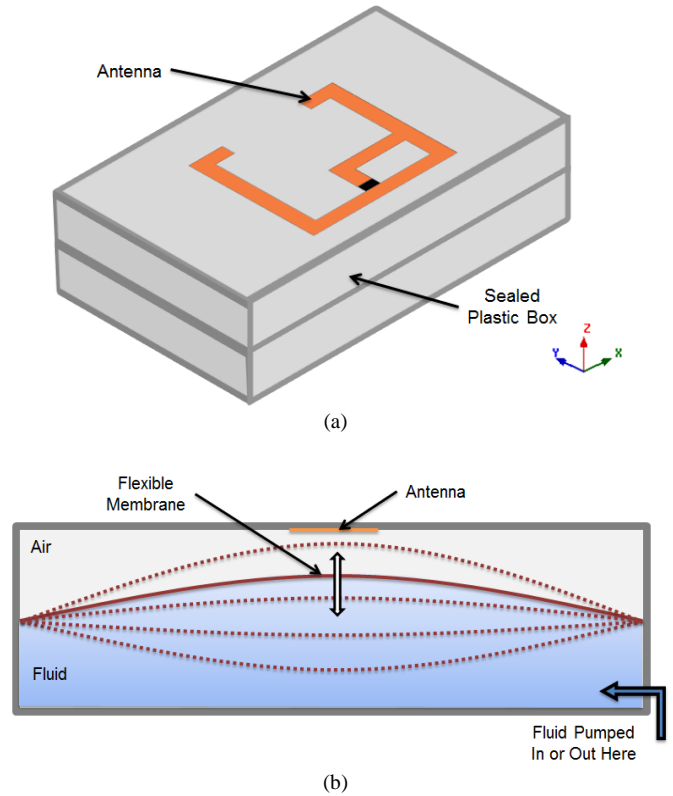 Antenna
Sealed
Plastic Box
Z
Y
X
(a)
Flexible
Membrane
Antenna
Air
Fluid
Fluid Pumped
In or Out Here
(b)